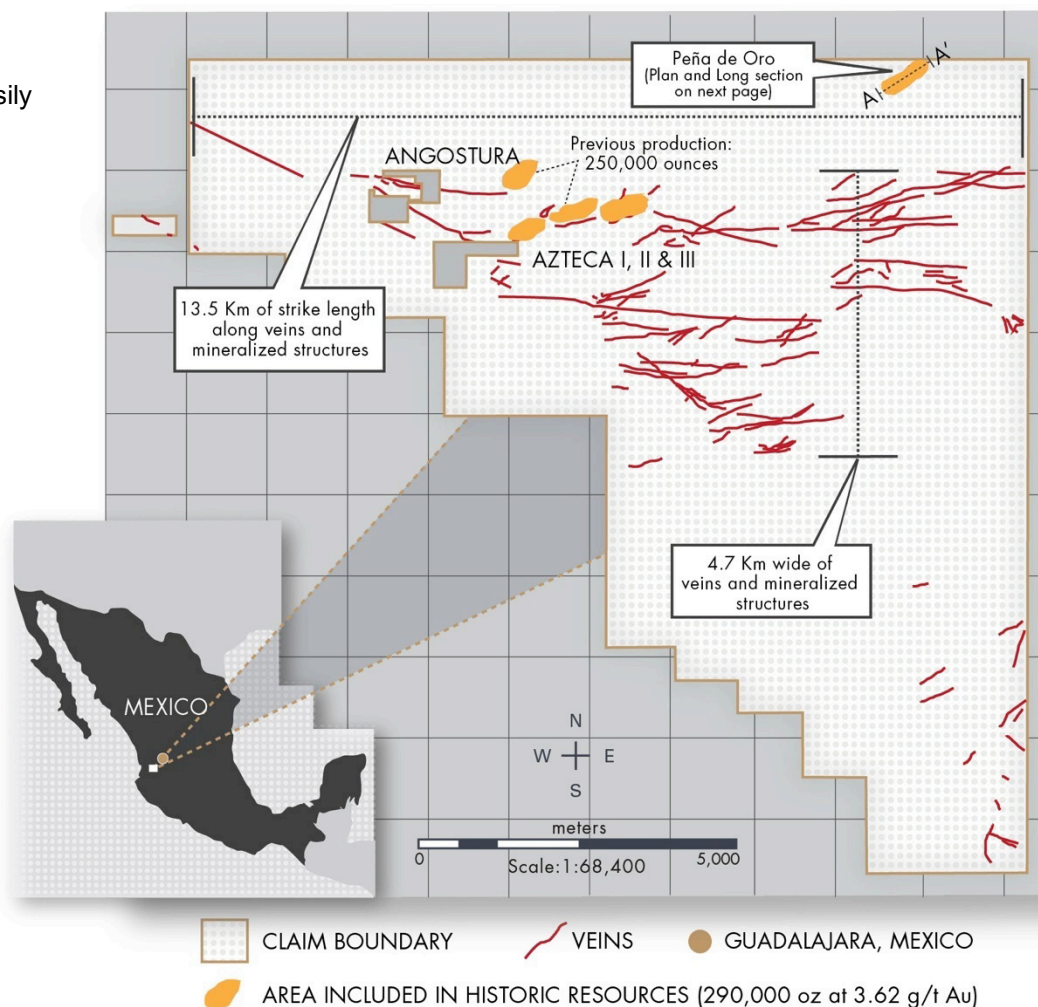 sily
Peña de Oro
(Plan and Long section
on next page)
A
A'
Previous production:
250,000 ounces
ANGOSTURA
AZTECA I, II & III
13.5 Km of strike length
along veins and
mineralized structures
4.7 Km wide of
veins and mineralized
structures
MEXICO
N
W E
S
meters
0 5,000
Scale:1:68,400
CLAIM BOUNDARY VEINS GUADALAJARA, MEXICO
AREA INCLUDED IN HISTORIC RESOURCES (290,000 oz at 3.62 g/t Au)